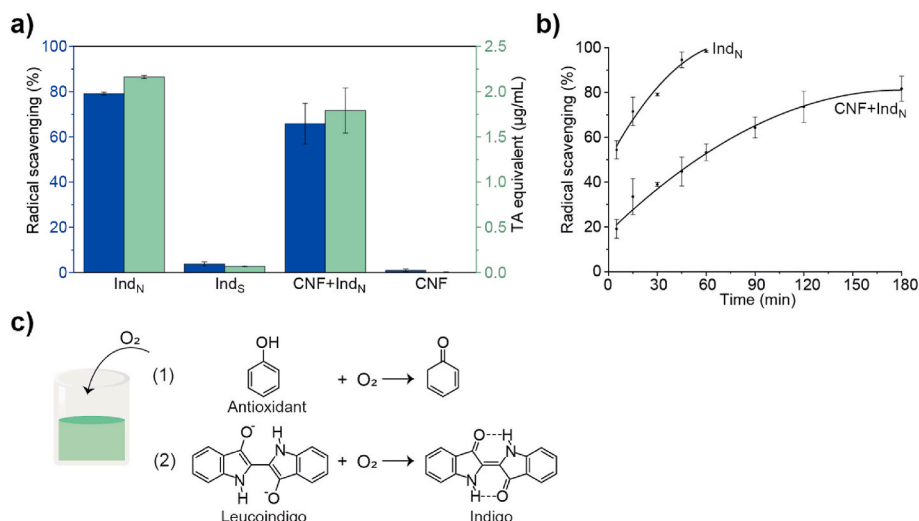 a)
Radical scavenging (%)
100
80
60
40
20
0
2.5
2.0
1.5
1.0
0.5
0.0
TA equivalent (μg/mL)
IndN
IndS
CNF+IndN
CNF
b)
Radical scavenging (%)
100
80
60
40
20
0
IndN
CNF+IndN
0 30 60 90 120 150 180
Time (min)
c)
O2
(1)
OH
+ O2
O
Antioxidant
(2)
O-
H
N
N
H
-O
+ O2
O
H
N
N
H
O
Leucoindigo
Indigo